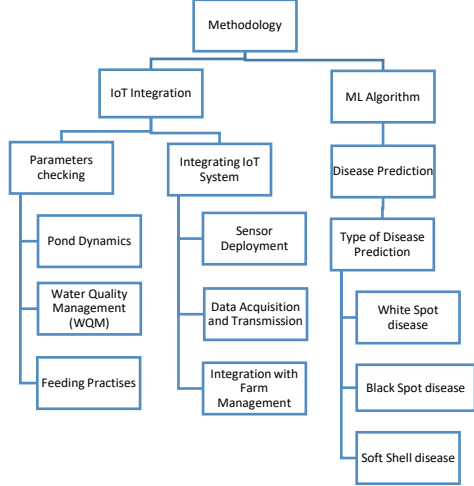 Methodology
IoT Integration
ML Algorithm
Parameters
checking
Integrating IoT
System
Disease Prediction
Pond Dynamics
Sensor
Deployment
Type of Disease
Prediction
Water Quality
Management
(WQM)
Data Acquisition
and Transmission
White Spot
disease
Feeding Practises
Integration with
Farm
Management
Black Spot disease
Soft Shell disease